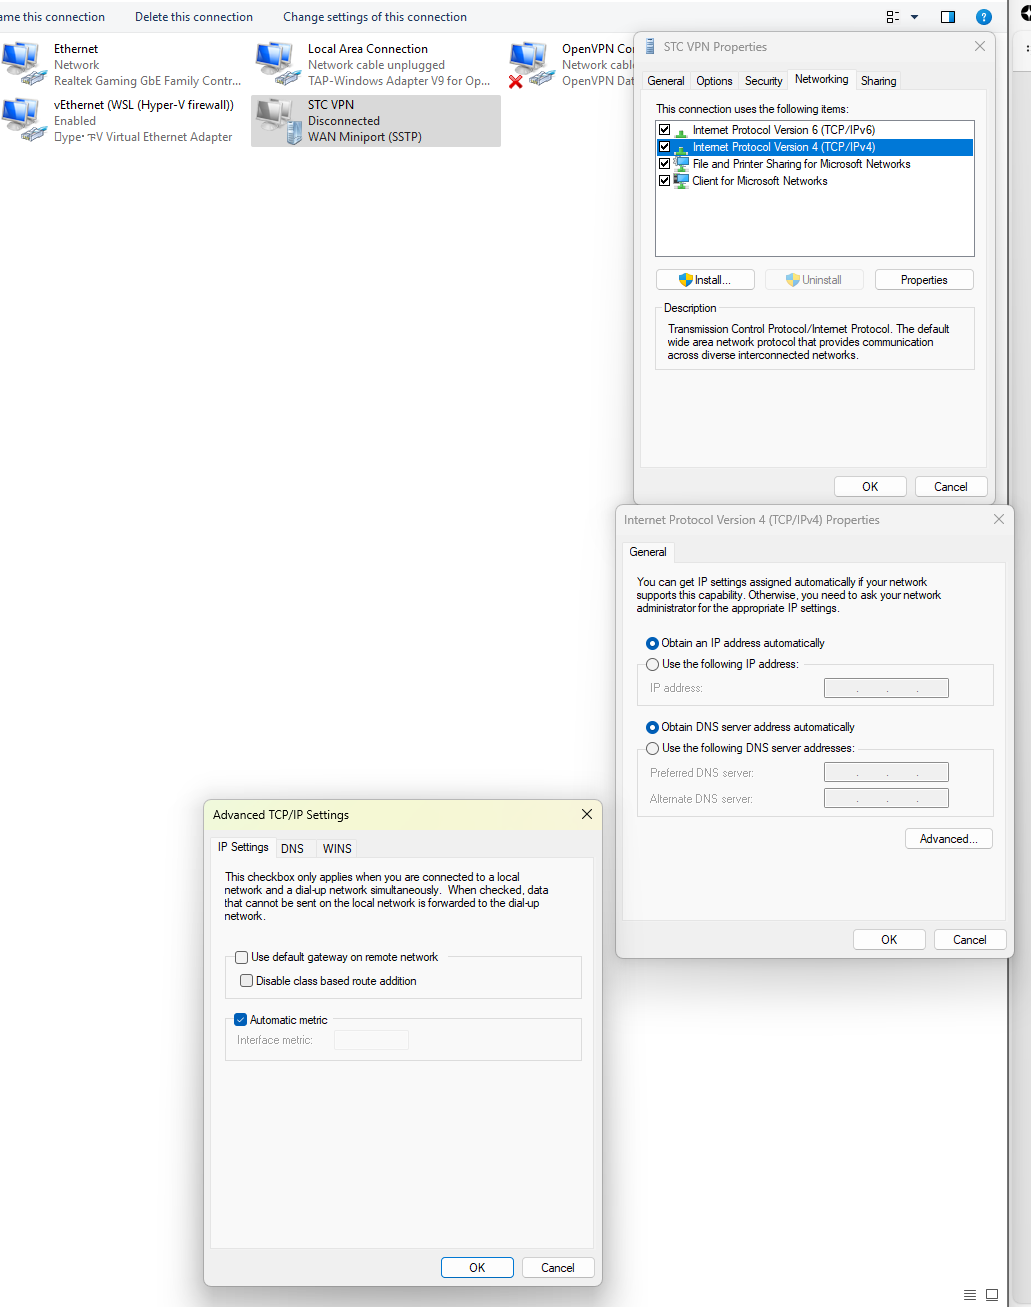 ame this connection
Delete this connection
Change settings of this connection
Ethernet
Network
Realtek Gaming GbE Family Contr...
Local Area Connection
Network cable unplugged
TAP-Windows Adapter V9 for Op...
OpenVPN Co
Network cabl
OpenVPN Dat
vEthernet (WSL (Hyper-V firewall))
Enabled
V Virtual Ethernet Adapter
STC VPN
Disconnected
WAN Miniport (SSTP)
STC VPN Properties
General
Options
Security
Networking
Sharing
This connection uses the following items:
Internet Protocol Version 6 (TCP/IPv6)
Internet Protocol Version 4 (TCP/IPv4)
File and Printer Sharing for Microsoft Networks
Client for Microsoft Networks
Install...
Uninstall
Properties
Description
Transmission Control Protocol/Internet Protocol. The default
wide area network protocol that provides communication
across diverse interconnected networks.
OK
Cancel
Internet Protocol Version 4 (TCP/IPv4) Properties
General
You can get IP settings assigned automatically if your network
supports this capability. Otherwise, you need to ask your network
administrator for the appropriate IP settings.
Obtain an IP address automatically
Use the following IP address:
IP address:
Obtain DNS server address automatically
Use the following DNS server addresses:
Preferred DNS server:
Alternate DNS server:
Advanced...
OK
Cancel
Advanced TCP/IP Settings
IP Settings
DNS
WINS
This checkbox only applies when you are connected to a local
network and a dial-up network simultaneously. When checked, data
that cannot be sent on the local network is forwarded to the dial-up
network.
Use default gateway on remote network
Disable class based route addition
Automatic metric
Interface metric:
OK
Cancel